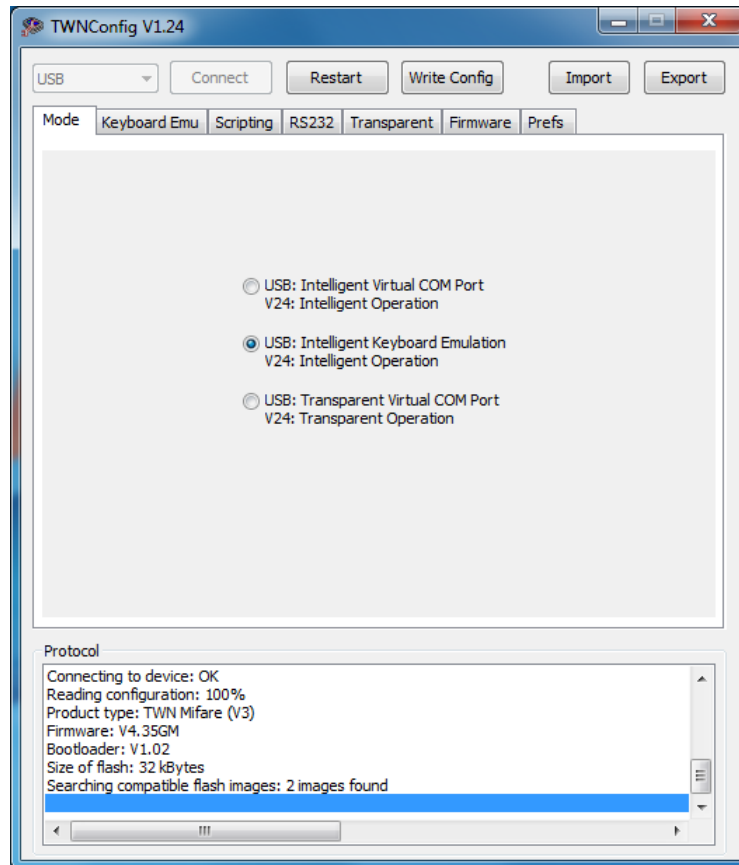 TWNConfig V1.24
USB Connect Restart Write Config Import Export
Mode Keyboard Emu Scripting RS232 Transparent Firmware Prefs
USB: Intelligent Virtual COM Port
V24: Intelligent Operation
USB: Intelligent Keyboard Emulation
V24: Intelligent Operation
USB: Transparent Virtual COM Port
V24: Transparent Operation
Protocol
Connecting to device: OK
Reading configuration: 100%
Product type: TWN Mifare (V3)
Firmware: V4.35GM
Bootloader: V1.02
Size of flash: 32 kBytes
Searching compatible flash images: 2 images found